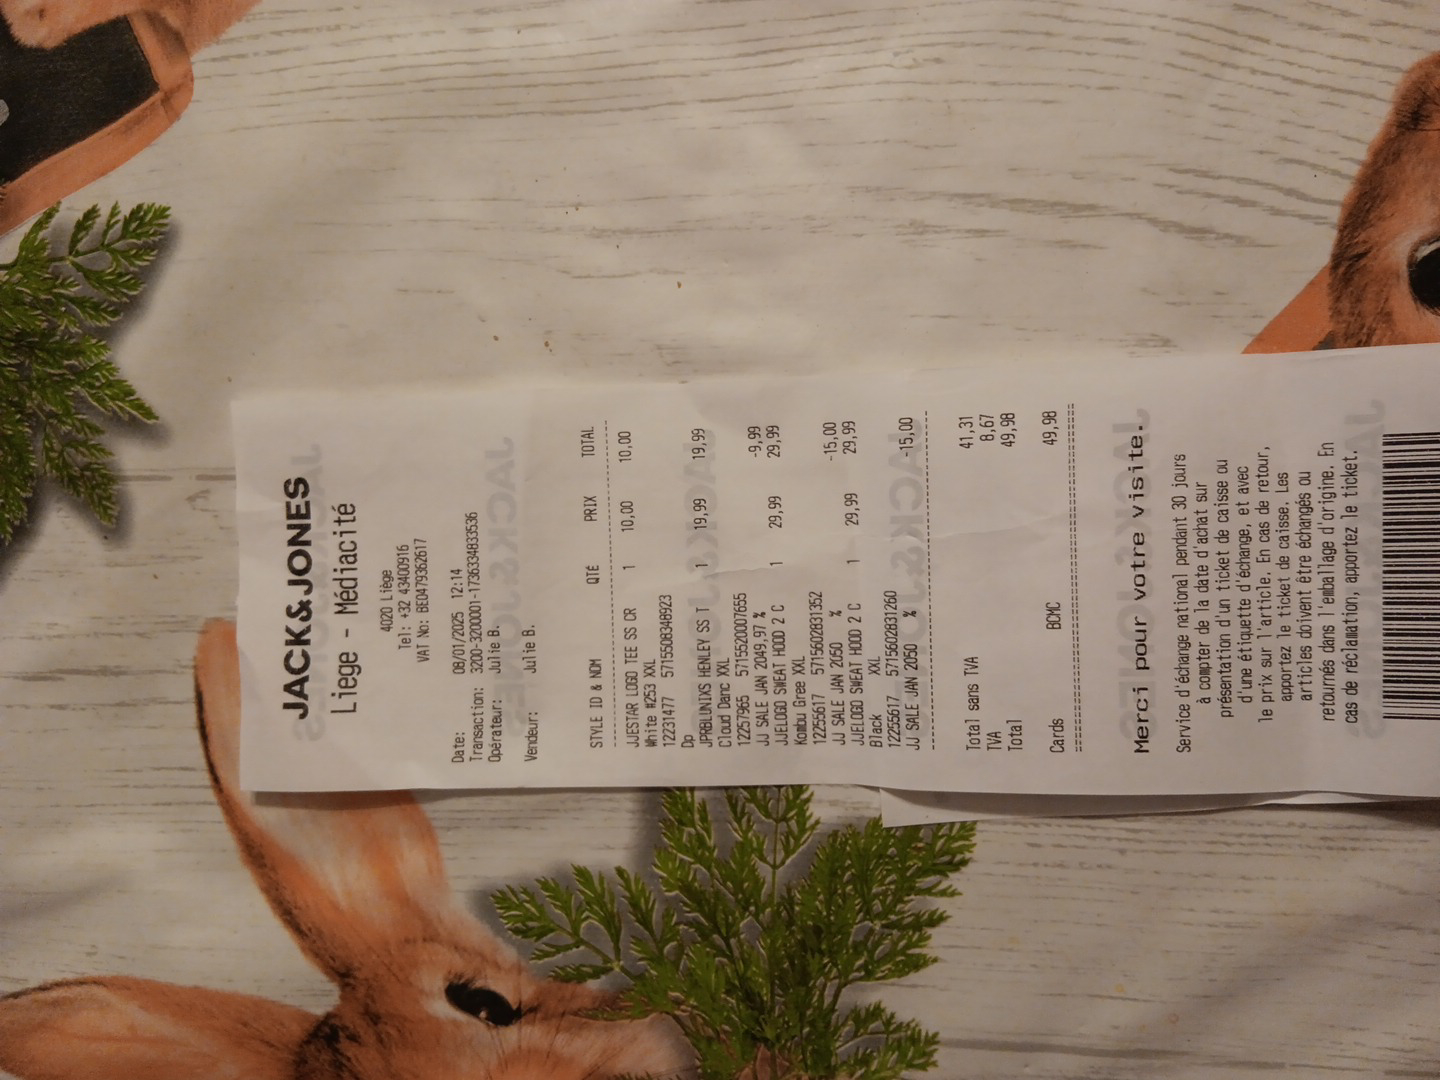 JACK&JONES
Liege - Médiacité
4020 Liège
Tel: +32 43400916
VAT No: BE0479362617
Date: 08/01/2025 12:14
Transaction: 3200-3200001-1736334833536
Opérateur: Julie B.
Vendeur: Julie B.
STYLE ID & NOM QTÉ PRIX TOTAL
JJESTAR LOGO TEE SS CR 1 10,00 10,00
White #253 XXL
12231477 5715508348923
Dp
JPRBLUNIXS HENLEY SS T 1 19,99 19,99
Cloud Danc XXL
12257965 5715520007655
JJ SALE JAN 2049,97 % -9,99
JJELOGO SWEAT HOOD 2 C 1 29,99 29,99
Kombu Gree XXL
12255617 5715602831352
JJ SALE JAN 2050 % -15,00
JJELOGO SWEAT HOOD 2 C 1 29,99 29,99
Black XXL
12255617 5715602831260
JJ SALE JAN 2050 % -15,00
Total sans TVA 41,31
TVA 8,67
Total 49,98
Cards BCMC 49,98
Merci pour votre visite.
Service d'échange national pendant 30 jours
à compter de la date d'achat sur
présentation d'un ticket de caisse ou
d'une étiquette d'échange, et avec
le prix sur l'article. En cas de retour,
apportez le ticket de caisse. Les
articles doivent être échangés ou
retournés dans l'emballage d'origine. En
cas de réclamation, apportez le ticket.